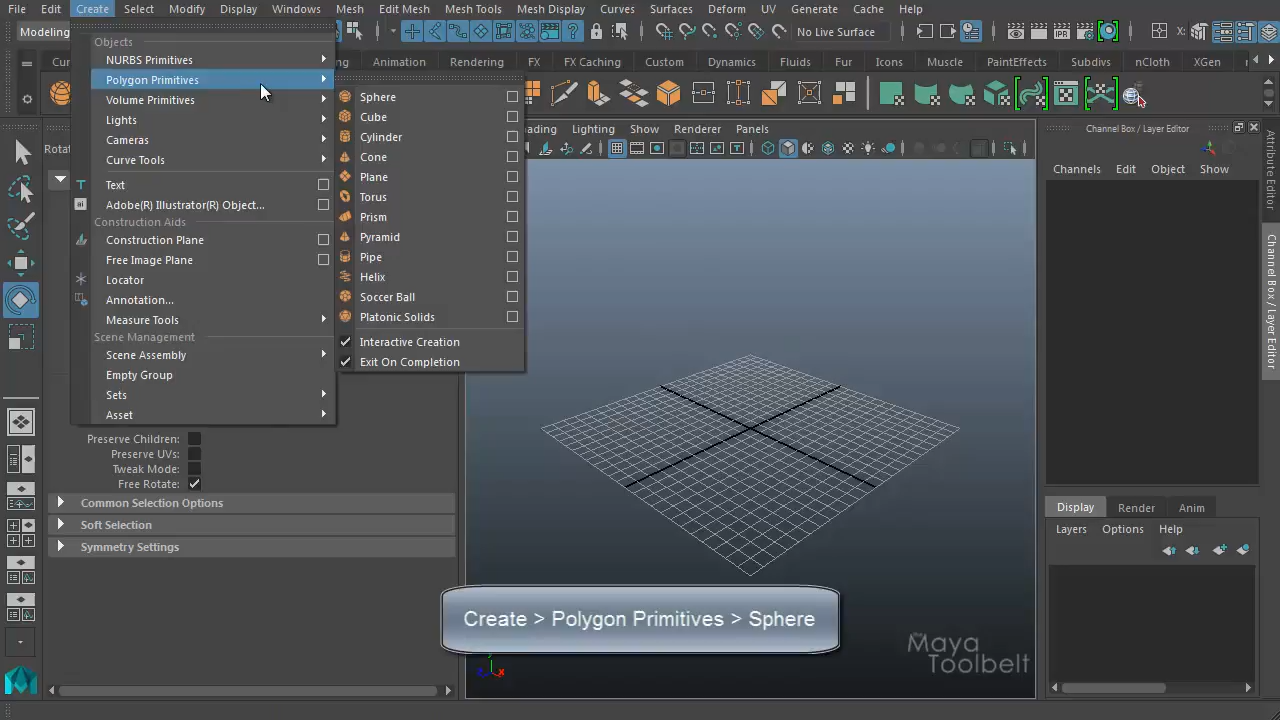 File Edit Create Select Modify Display Windows Mesh Edit Mesh Mesh Tools Mesh Display Curves Surfaces Deform UV Generate Cache Help
Modeling
No Live Surface
Animation Rendering FX FX Caching Custom Dynamics Fluids Fur Icons Muscle PaintEffects Subdivs nCloth XGen
Objects
NURBS Primitives
Polygon Primitives
Volume Primitives
Lights
Cameras
Curve Tools
Text
Adobe(R) Illustrator(R) Object...
Construction Aids
Construction Plane
Free Image Plane
Locator
Annotation...
Measure Tools
Scene Management
Scene Assembly
Empty Group
Sets
Asset
Sphere
Cube
Cylinder
Cone
Plane
Torus
Prism
Pyramid
Pipe
Helix
Soccer Ball
Platonic Solids
Interactive Creation
Exit On Completion
Lighting Show Renderer Panels
Preserve Children:
Preserve UVs:
Tweak Mode:
Free Rotate:
Common Selection Options
Soft Selection
Symmetry Settings
Create > Polygon Primitives > Sphere
the
Maya
Toolbelt
Channel Box / Layer Editor
Channels Edit Object Show
Display Render Anim
Layers Options Help
Attribute Editor
Channel Box / Layer Editor